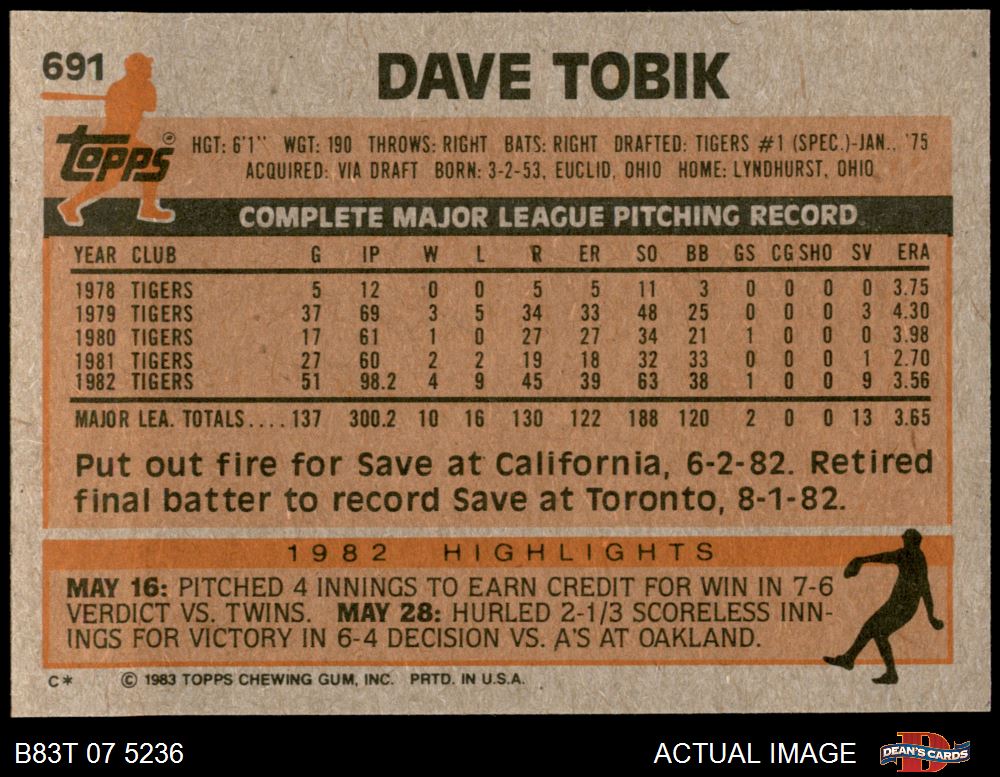 691
DAVE TOBIK
Topps ®
HGT: 6'1" WGT: 190 THROWS: RIGHT BATS: RIGHT DRAFTED: TIGERS #1 (SPEC.)-JAN., '75
ACQUIRED: VIA DRAFT BORN: 3-2-53, EUCLID, OHIO HOME: LYNDHURST, OHIO
COMPLETE MAJOR LEAGUE PITCHING RECORD
YEAR CLUB G IP W L R ER SO BB GS CG SHO SV ERA
1978 TIGERS 5 12 0 0 5 5 11 3 0 0 0 0 3.75
1979 TIGERS 37 69 3 5 34 33 48 25 0 0 0 3 4.30
1980 TIGERS 17 61 1 0 27 27 34 21 1 0 0 0 3.98
1981 TIGERS 27 60 2 2 19 18 32 33 0 0 0 1 2.70
1982 TIGERS 51 98.2 4 9 45 39 63 38 1 0 0 9 3.56
MAJOR LEA. TOTALS.... 137 300.2 10 16 130 122 188 120 2 0 0 13 3.65
Put out fire for Save at California, 6-2-82. Retired
final batter to record Save at Toronto, 8-1-82.
1982 HIGHLIGHTS
MAY 16: PITCHED 4 INNINGS TO EARN CREDIT FOR WIN IN 7-6
VERDICT VS. TWINS. MAY 28: HURLED 2-1/3 SCORELESS INN-
INGS FOR VICTORY IN 6-4 DECISION VS. A'S AT OAKLAND.
C* © 1983 TOPPS CHEWING GUM, INC. PRTD. IN U.S.A.
B83T 07 5236 ACTUAL IMAGE D DEAN'S CARDS